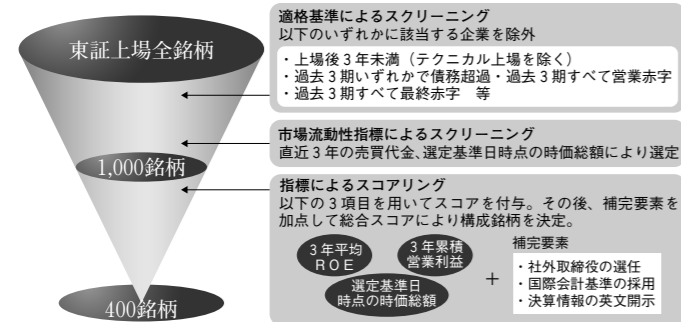 東証上場全銘柄
1,000銘柄
400銘柄
適格基準によるスクリーニング
以下のいずれかに該当する企業を除外
・上場後3年未満（テクニカル上場を除く）
・過去3期いずれかで債務超過・過去3期すべて営業赤字
・過去3期すべて最終赤字　等
市場流動性指標によるスクリーニング
直近3年の売買代金、選定基準日時点の時価総額により選定
指標によるスコアリング
以下の3項目を用いてスコアを付与。その後、補完要素を
加点して総合スコアにより構成銘柄を決定。
3年平均
ROE
3年累積
営業利益
選定基準日
時点の時価総額
+
補完要素
・社外取締役の選任
・国際会計基準の採用
・決算情報の英文開示